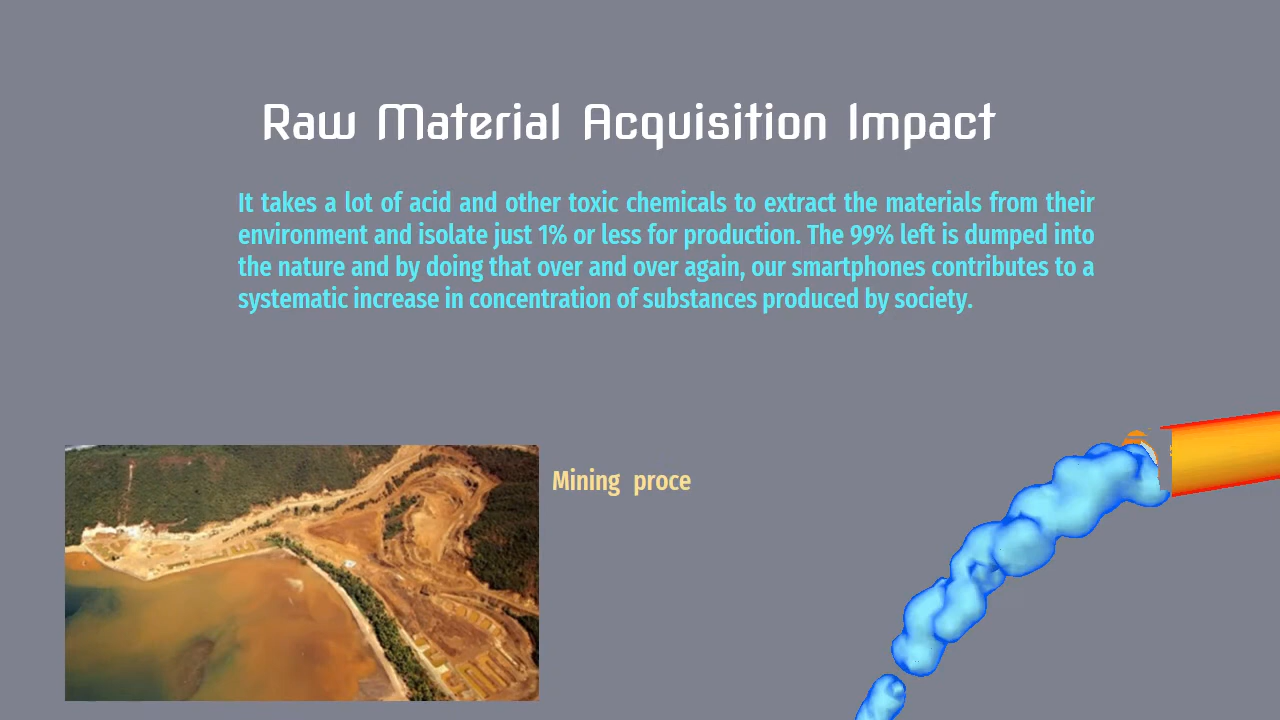 Raw Material Acquisition Impact
It takes a lot of acid and other toxic chemicals to extract the materials from their
environment and isolate just 1% or less for production. The 99% left is dumped into
the nature and by doing that over and over again, our smartphones contributes to a
systematic increase in concentration of substances produced by society.
Mining proce